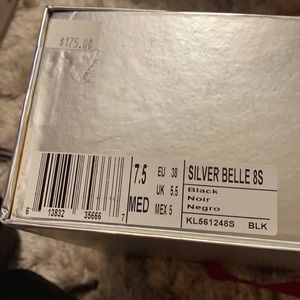 $175.00
7.5 EU 38
UK 5.5
MED MEX 5
SILVER BELLE 8S
Black
Noir
Negro
KL561248S BLK
6 13832 35666 7